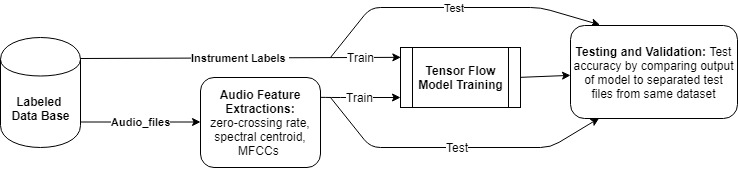 Test
Instrument Labels
Train
Labeled
Data Base
Audio_files
Audio Feature
Extractions:
zero-crossing rate,
spectral centroid,
MFCCs
Train
Test
Tensor Flow
Model Training
Testing and Validation: Test
accuracy by comparing output
of model to separated test
files from same dataset